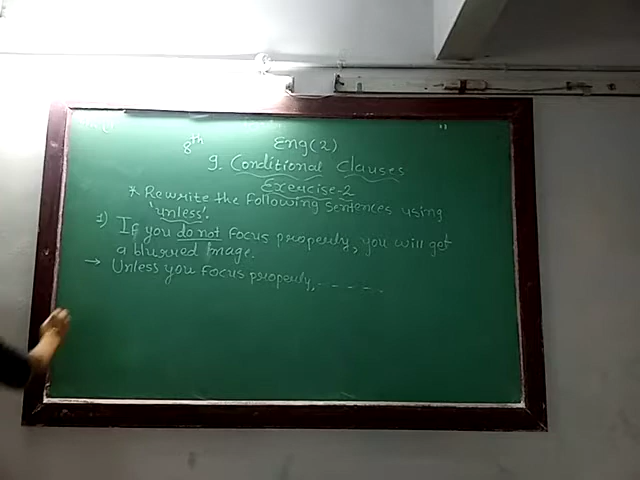 8th Eng(2)
9. Conditional Clauses
Exercise-2
* Rewrite the following sentences using
'unless'.
1) If you do not focus properly, you will get
a blurred image.
→ Unless you focus properly, - - - - -